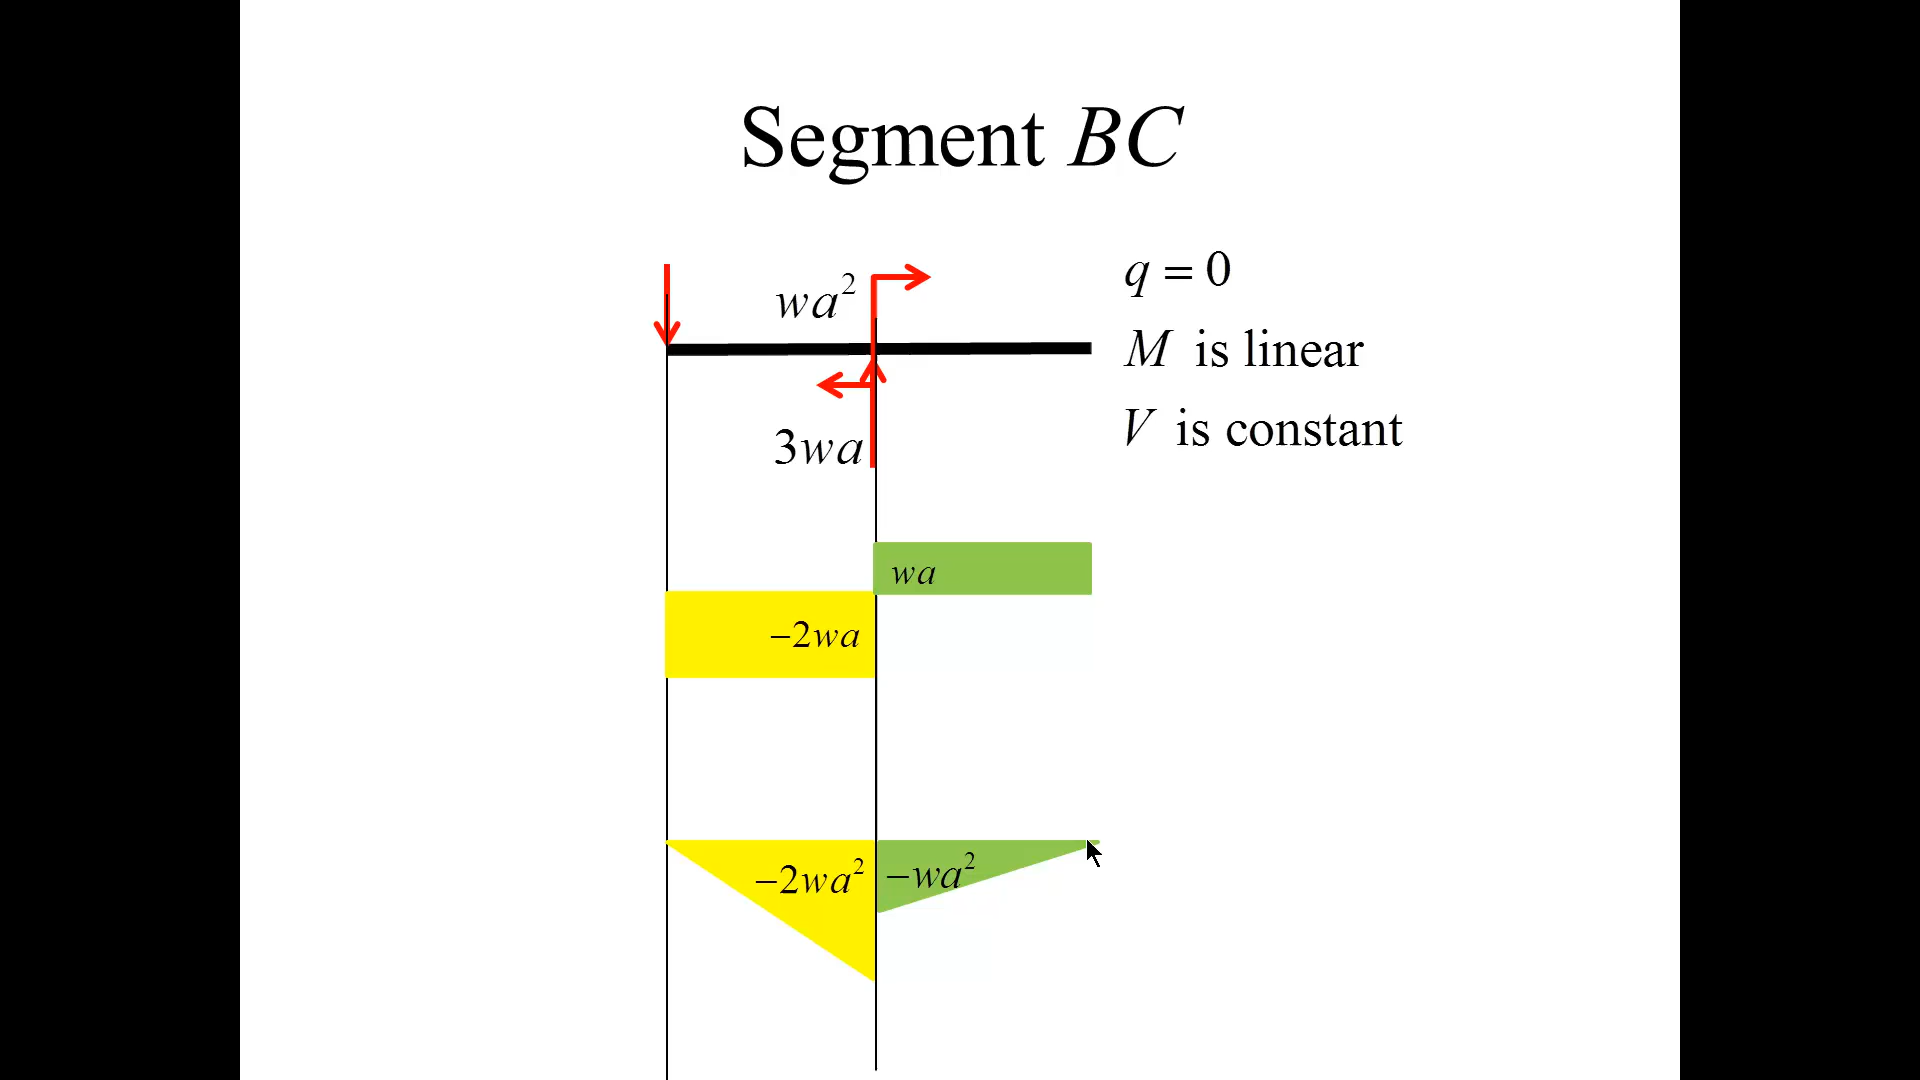 Segment BC
wa²
q = 0
M is linear
V is constant
3wa
wa
−2wa
−2wa²
−wa²